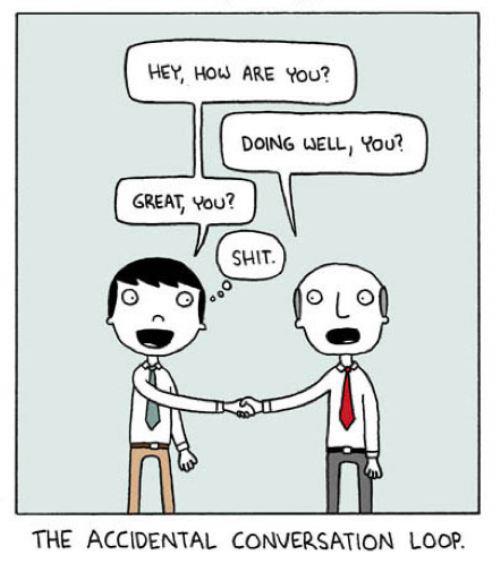 HEY, HOW ARE YOU?
DOING WELL, YOU?
GREAT, YOU?
SHIT.
THE ACCIDENTAL CONVERSATION LOOP.